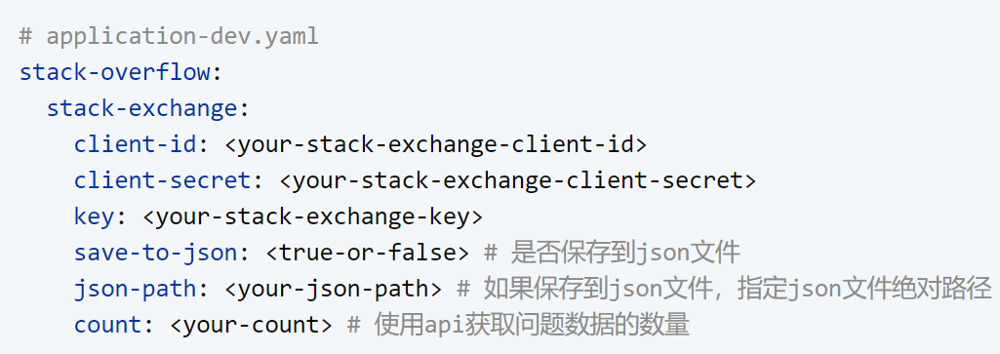 # application-dev.yaml
stack-overflow:
stack-exchange:
client-id: <your-stack-exchange-client-id>
client-secret: <your-stack-exchange-client-secret>
key: <your-stack-exchange-key>
save-to-json: <true-or-false> # 是否保存到json文件
json-path: <your-json-path> # 如果保存到json文件，指定json文件绝对路径
count: <your-count> # 使用api获取问题数据的数量